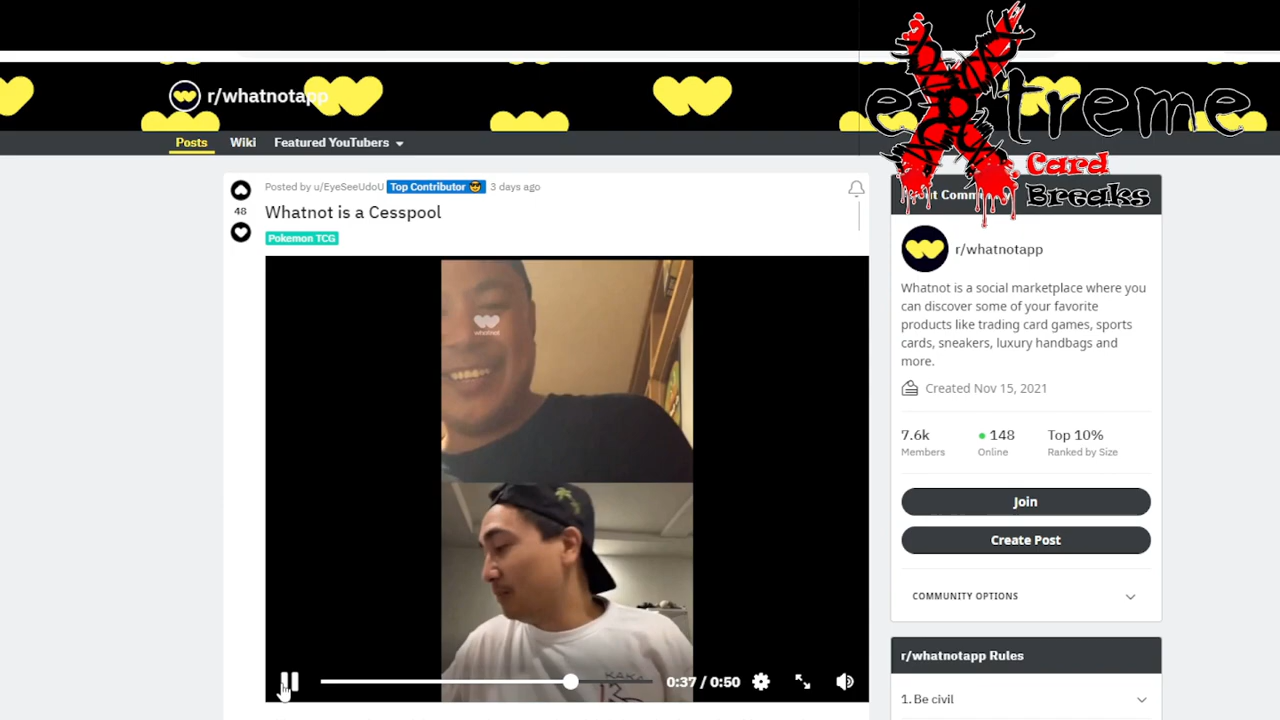 r/whatnotapp
eXtreme
Card
Breaks
Posts Wiki Featured YouTubers
Posted by u/EyeSeeUdoU Top Contributor 3 days ago
48
Whatnot is a Cesspool
Pokemon TCG
whatnot
0:37 / 0:50
r/whatnotapp
Whatnot is a social marketplace where you
can discover some of your favorite
products like trading card games, sports
cards, sneakers, luxury handbags and
more.
Created Nov 15, 2021
7.6k 148 Top 10%
Members Online Ranked by Size
Join
Create Post
COMMUNITY OPTIONS
r/whatnotapp Rules
1. Be civil